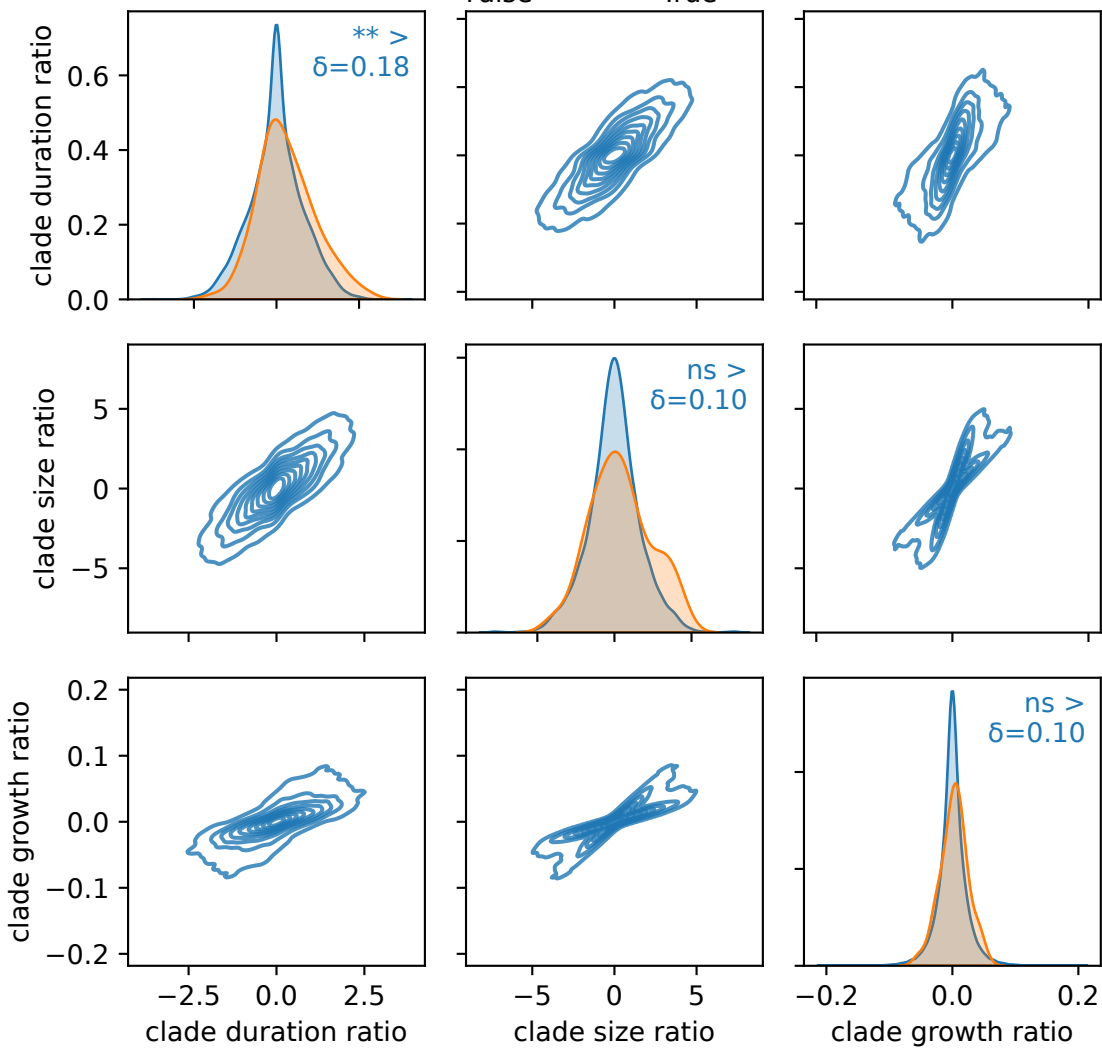 False True
clade duration ratio
0.6
0.4
0.2
0.0
** >
δ=0.18
clade size ratio
5
0
−5
ns >
δ=0.10
clade growth ratio
0.2
0.1
0.0
−0.1
−0.2
ns >
δ=0.10
−2.5 0.0 2.5 −5 0 5 −0.2 0.0 0.2
clade duration ratio clade size ratio clade growth ratio